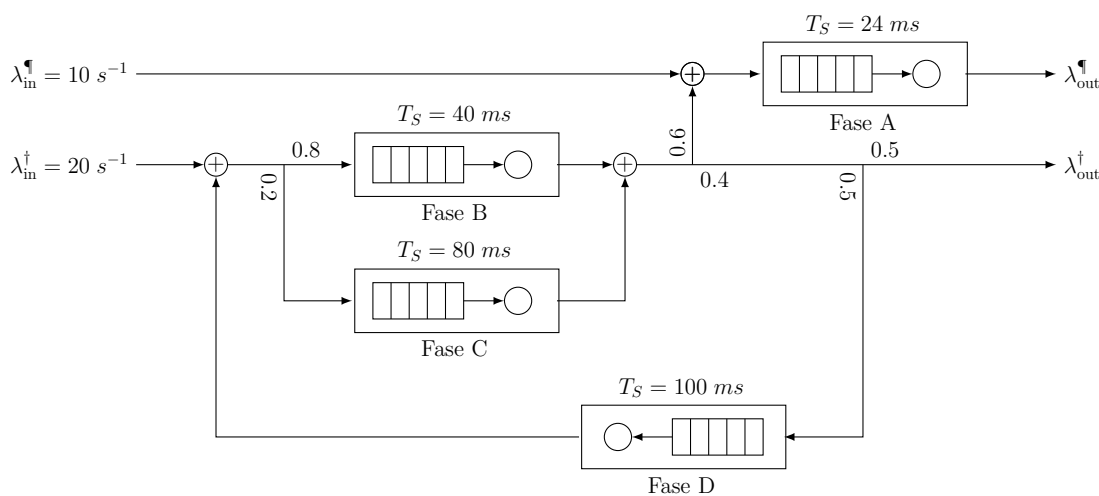 T_S = 24 ms
λ_in^¶ = 10 s^−1
λ_out^¶
Fase A
T_S = 40 ms
λ_in^† = 20 s^−1
0.8
0.2
Fase B
0.6
0.4
0.5
0.5
λ_out^†
T_S = 80 ms
Fase C
T_S = 100 ms
Fase D